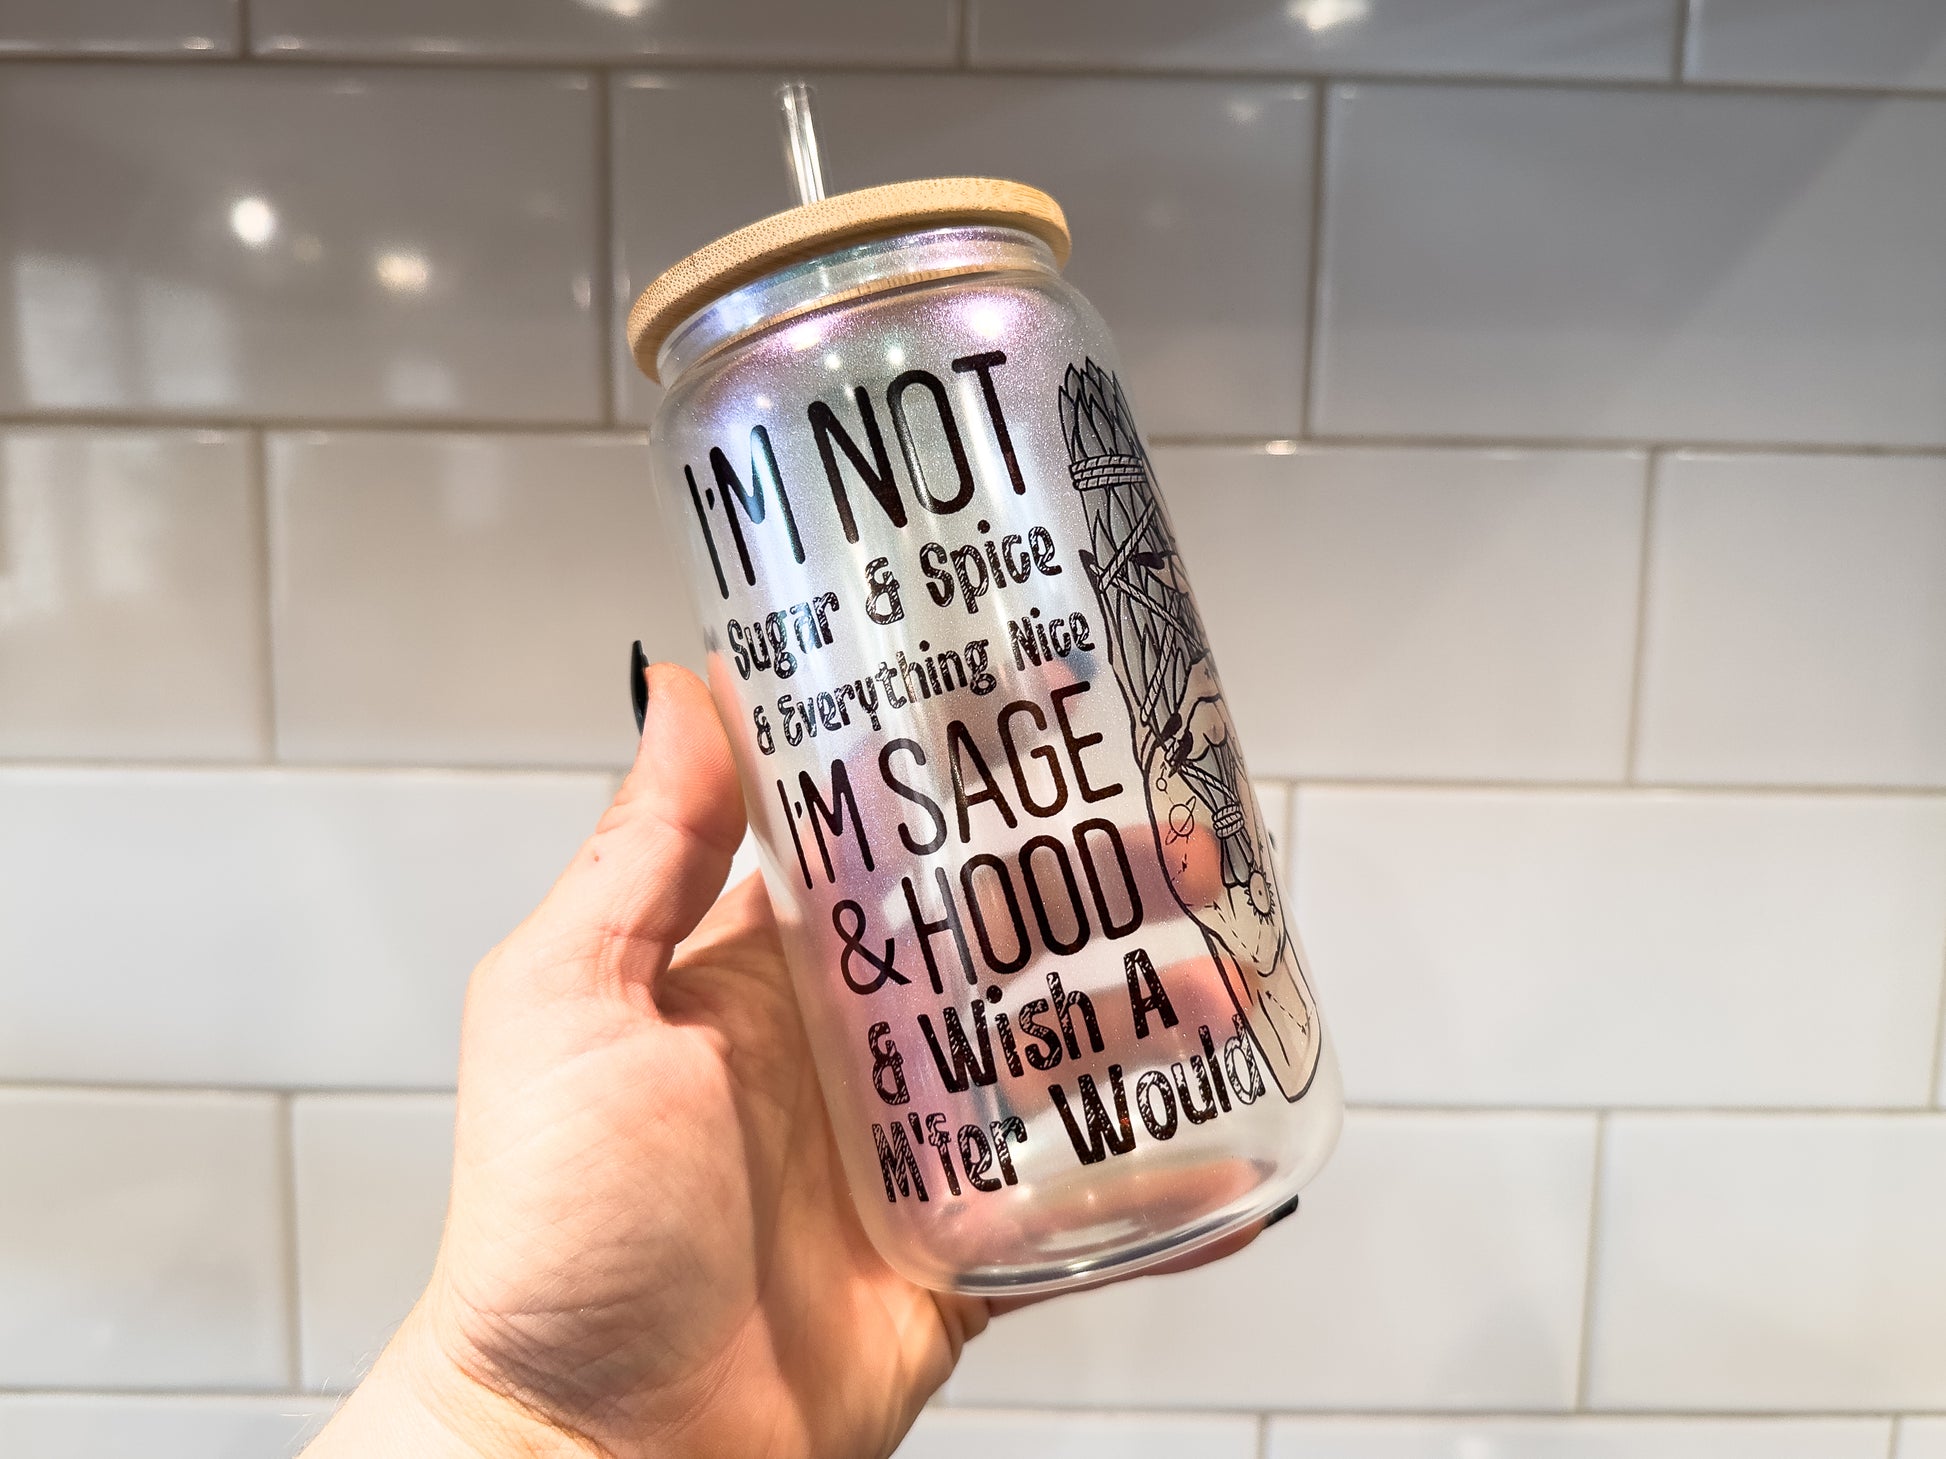 I'M NOT
Sugar & Spice
& Everything Nice
I'M SAGE
& HOOD
& Wish A
M'fer Would